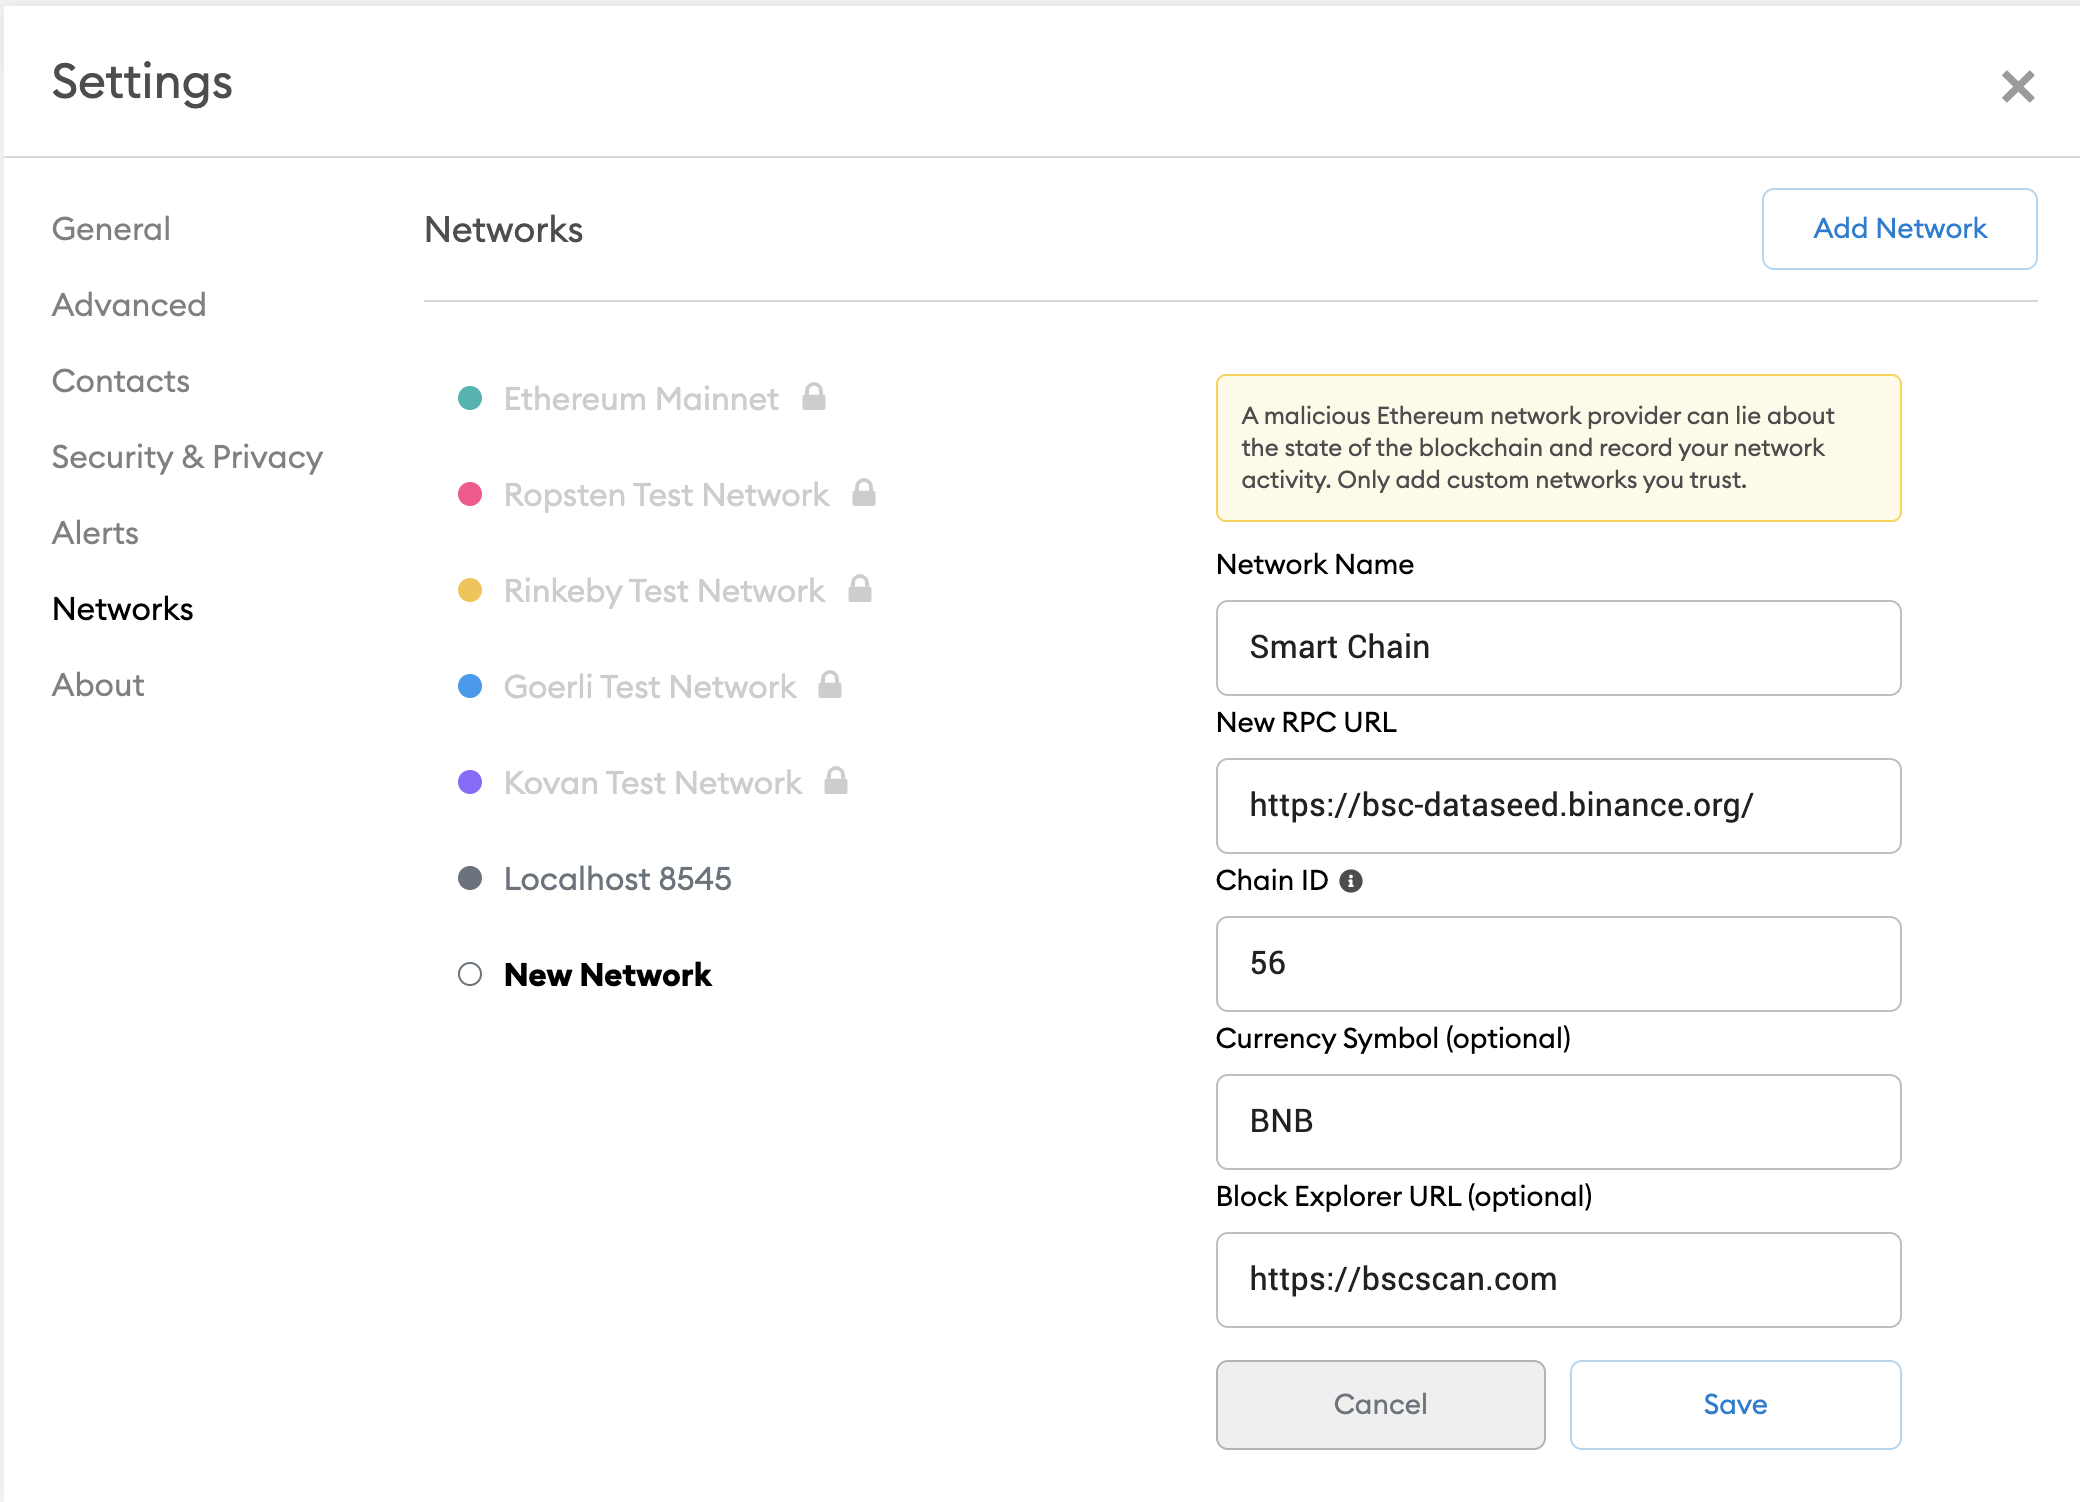 Settings
General
Advanced
Contacts
Security & Privacy
Alerts
Networks
About
Networks
Add Network
Ethereum Mainnet
Ropsten Test Network
Rinkeby Test Network
Goerli Test Network
Kovan Test Network
Localhost 8545
New Network
A malicious Ethereum network provider can lie about
the state of the blockchain and record your network
activity. Only add custom networks you trust.
Network Name
Smart Chain
New RPC URL
https://bsc-dataseed.binance.org/
Chain ID
56
Currency Symbol (optional)
BNB
Block Explorer URL (optional)
https://bscscan.com
Cancel
Save